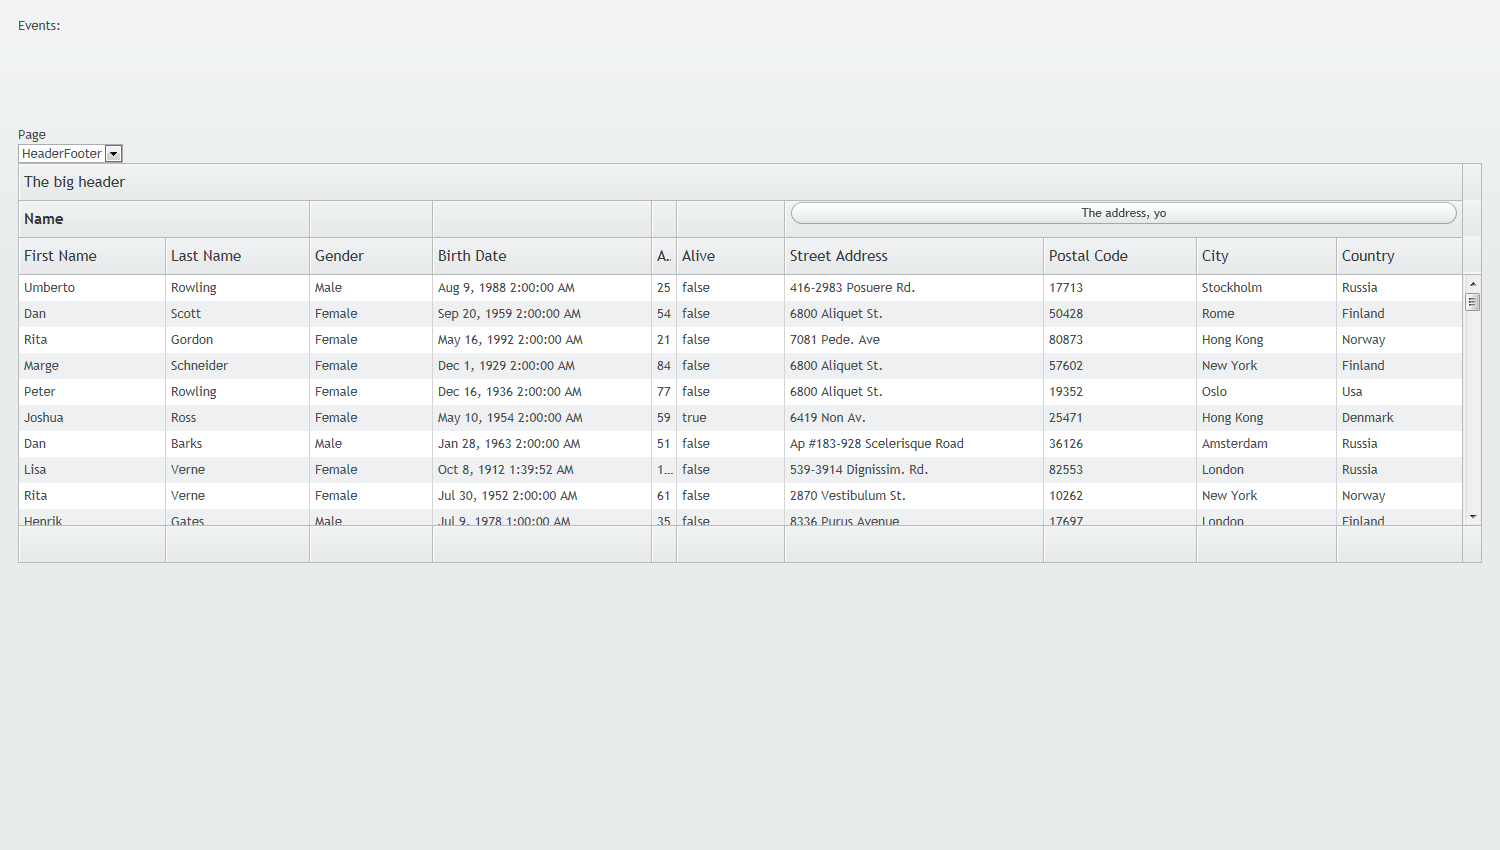 Events:
Page
HeaderFooter
The big header
Name The address, yo
First Name Last Name Gender Birth Date A.. Alive Street Address Postal Code City Country
Umberto Rowling Male Aug 9, 1988 2:00:00 AM 25 false 416-2983 Posuere Rd. 17713 Stockholm Russia
Dan Scott Female Sep 20, 1959 2:00:00 AM 54 false 6800 Aliquet St. 50428 Rome Finland
Rita Gordon Female May 16, 1992 2:00:00 AM 21 false 7081 Pede. Ave 80873 Hong Kong Norway
Marge Schneider Female Dec 1, 1929 2:00:00 AM 84 false 6800 Aliquet St. 57602 New York Finland
Peter Rowling Female Dec 16, 1936 2:00:00 AM 77 false 6800 Aliquet St. 19352 Oslo Usa
Joshua Ross Female May 10, 1954 2:00:00 AM 59 true 6419 Non Av. 25471 Hong Kong Denmark
Dan Barks Male Jan 28, 1963 2:00:00 AM 51 false Ap #183-928 Scelerisque Road 36126 Amsterdam Russia
Lisa Verne Female Oct 8, 1912 1:39:52 AM 1... false 539-3914 Dignissim. Rd. 82553 London Russia
Rita Verne Female Jul 30, 1952 2:00:00 AM 61 false 2870 Vestibulum St. 10262 New York Norway
Henrik Gates Male Jul 9, 1978 1:00:00 AM 35 false 8336 Purus Avenue 17697 London Finland